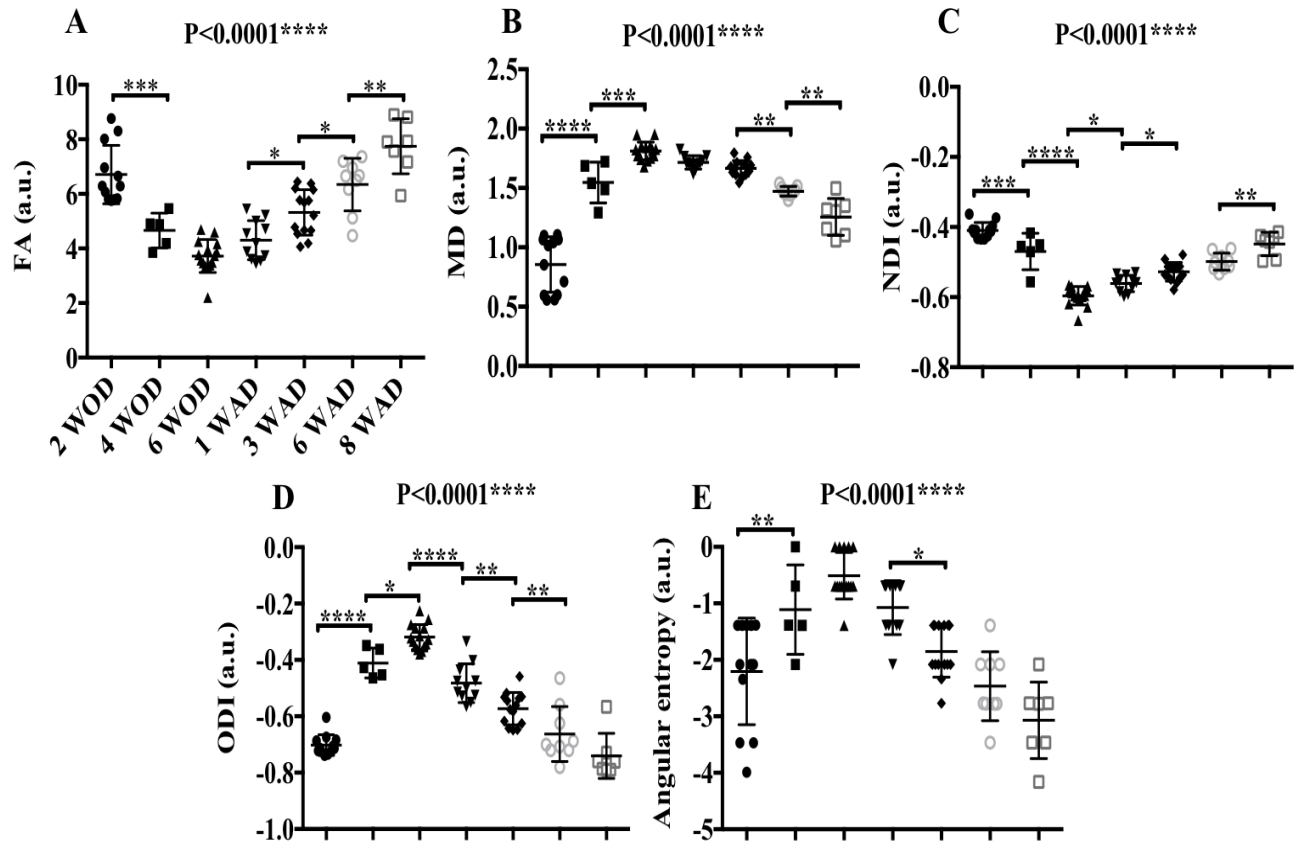 A
P<0.0001****
FA (a.u.)
10
8
6
4
2
0
***
*
*
**
2 WOD
4 WOD
6 WOD
1 WAD
3 WAD
6 WAD
8 WAD
B
P<0.0001****
MD (a.u.)
2.5
2.0
1.5
1.0
0.5
0.0
****
***
**
**
C
P<0.0001****
NDI (a.u.)
0.0
-0.2
-0.4
-0.6
-0.8
***
****
*
*
**
D
P<0.0001****
ODI (a.u.)
0.0
-0.2
-0.4
-0.6
-0.8
-1.0
****
*
****
**
**
E
P<0.0001****
Angular entropy (a.u.)
0
-1
-2
-3
-4
-5
**
*